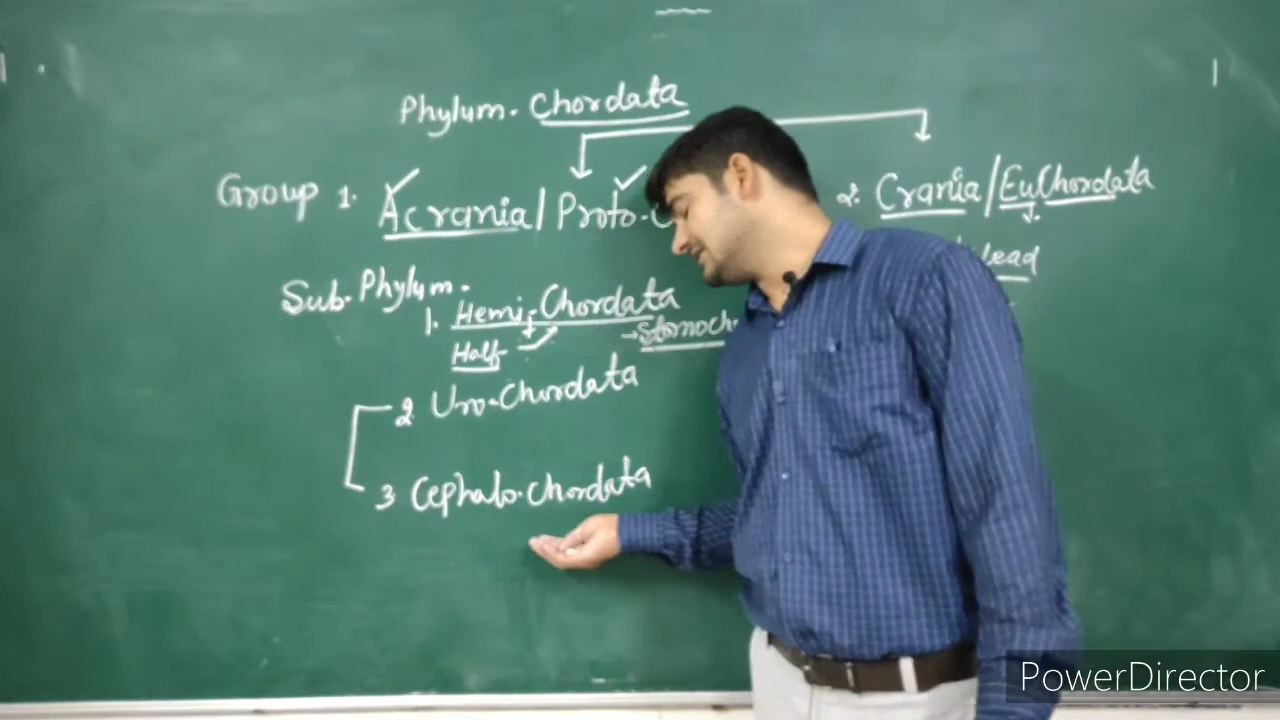 Phylum. Chordata
Group 1. Acrania/Proto-
2. Crania/EuChordata
Sub. Phylum.
1. Hemi-Chordata
Half
2 Uro-Chordata
3 Cephalo.Chordata
PowerDirector